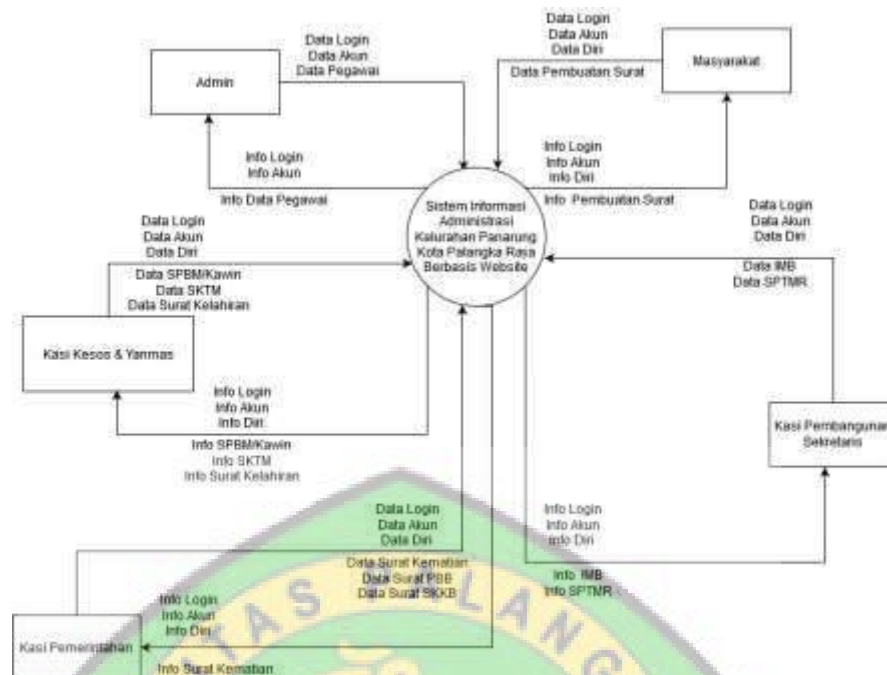 Data Login
Data Akun
Data Pegawai
Admin
Info Login
Info Akun
Info Data Pegawai
Data Login
Data Akun
Data Diri
Data Pembuatan Surat
Masyarakat
Info Login
Info Akun
Info Diri
Info Pembuatan Surat
Sistem Informasi
Administrasi
Kelurahan Panarung
Kota Palangka Raya
Berbasis Website
Data Login
Data Akun
Data Diri
Data IMB
Data SPTMR
Data Login
Data Akun
Data Diri
Data SPBM/Kawin
Data SKTM
Data Surat Kelahiran
Kasi Kesos & Yanmas
Info Login
Info Akun
Info Diri
Info SPBM/Kawin
Info SKTM
Info Surat Kelahiran
Kasi Pembangunan
Sekretaris
Info Login
Info Akun
Info Diri
Info IMB
Info SPTMR
Data Login
Data Akun
Data Diri
Data Surat Kematian
Data Surat PBB
Data Surat SKKB
Info Login
Info Akun
Info Diri
Kasi Pemerintahan
Info Surat Kematian
ITAS PALANG